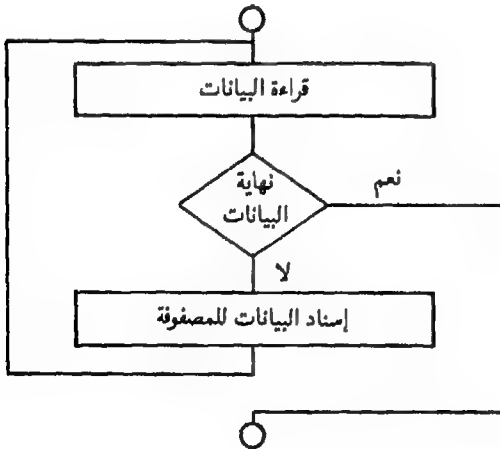 قراءة البيانات
نهاية
البيانات
نعم
لا
إسناد البيانات للمصفوفة